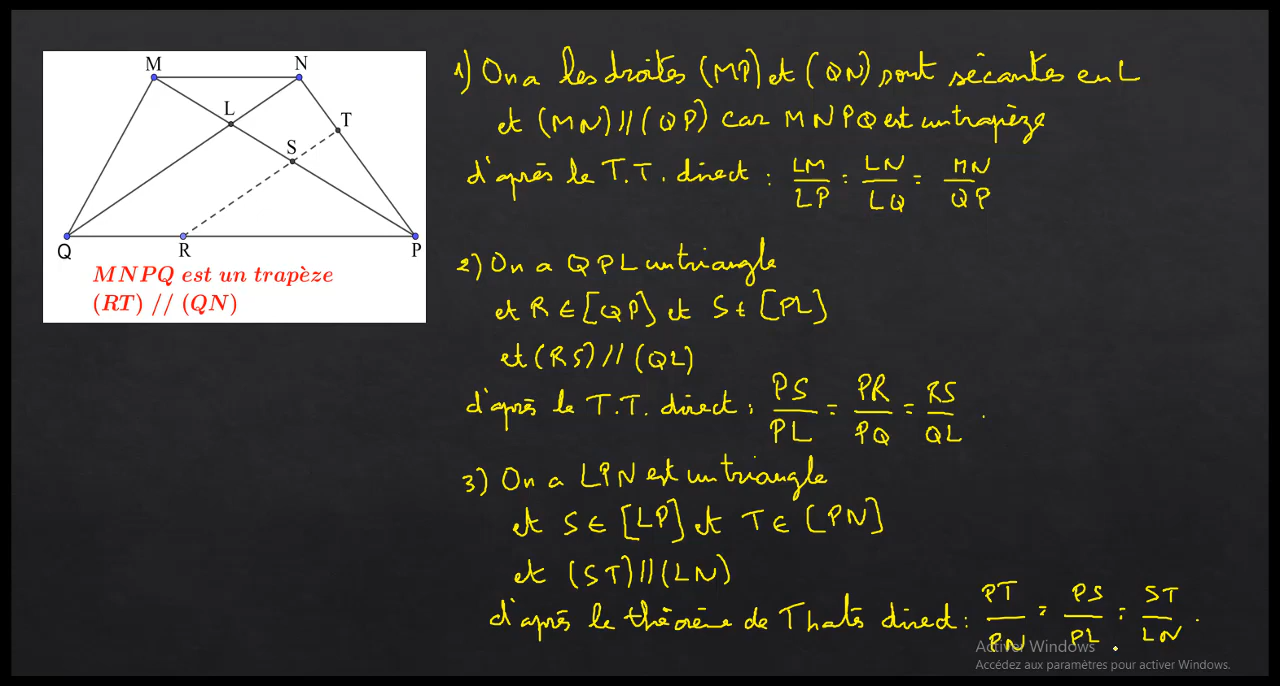 M N
L
T
S
Q R P
MNPQ est un trapèze
(RT) // (QN)
1) On a les droites (MP) et (QN) sont sécantes en L
et (MN) // (QP) car MNPQ est un trapèze
d'après le T.T. direct : LM/LP = LN/LQ = MN/QP
2) On a QPL un triangle
et R ∈ [QP] et S ∈ [PL]
et (RS) // (QL)
d'après le T.T. direct : PS/PL = PR/PQ = RS/QL .
3) On a LPN est un triangle
et S ∈ [LP] et T ∈ [PN]
et (ST) // (LN)
d'après le théorème de Thalès direct : PT/PN = PS/PL = ST/LN .
Activer Windows
Accédez aux paramètres pour activer Windows.